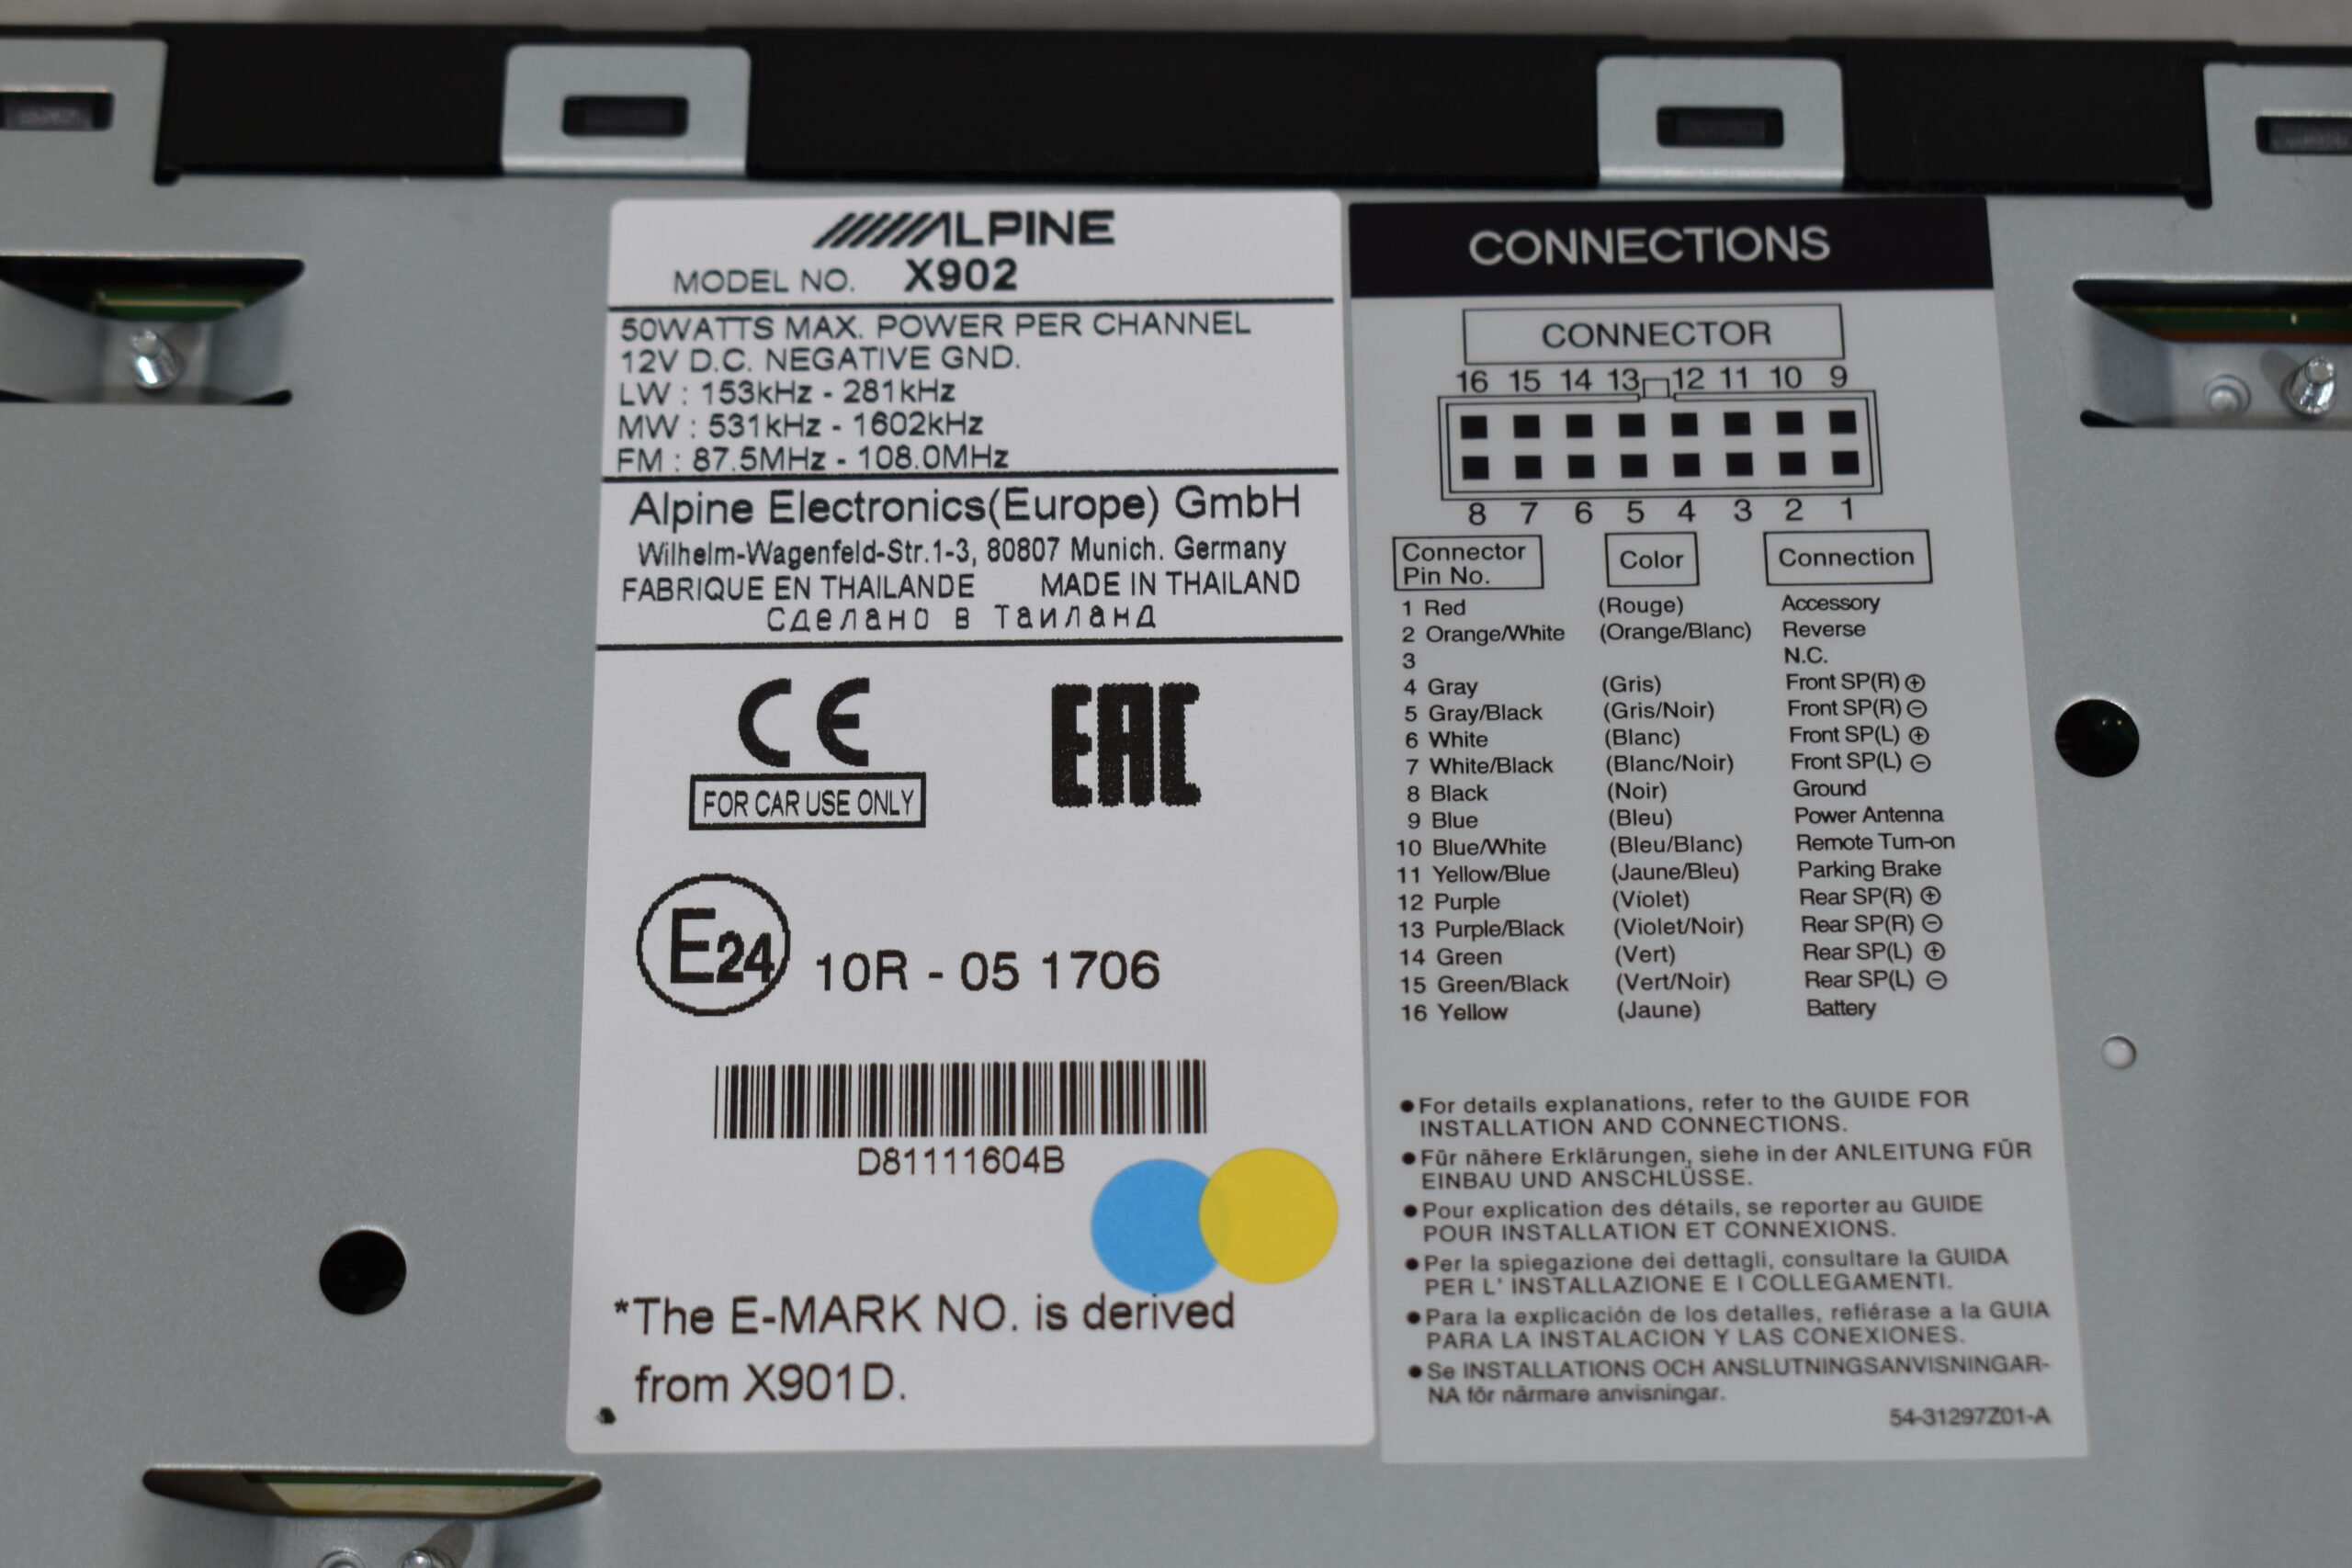 ALPINE
MODEL NO. X902
50WATTS MAX. POWER PER CHANNEL
12V D.C. NEGATIVE GND.
LW : 153kHz - 281kHz
MW : 531kHz - 1602kHz
FM : 87.5MHz - 108.0MHz
Alpine Electronics(Europe) GmbH
Wilhelm-Wagenfeld-Str.1-3, 80807 Munich. Germany
FABRIQUE EN THAILANDE MADE IN THAILAND
Сделано в Таиланд
CE EAC
FOR CAR USE ONLY
E24 10R - 05 1706
D81111604B
*The E-MARK NO. is derived
from X901D.
CONNECTIONS
CONNECTOR
16 15 14 13 12 11 10 9
8 7 6 5 4 3 2 1
Connector Color Connection
Pin No.
1 Red (Rouge) Accessory
2 Orange/White (Orange/Blanc) Reverse
3 N.C.
4 Gray (Gris) Front SP(R) ⊕
5 Gray/Black (Gris/Noir) Front SP(R) ⊖
6 White (Blanc) Front SP(L) ⊕
7 White/Black (Blanc/Noir) Front SP(L) ⊖
8 Black (Noir) Ground
9 Blue (Bleu) Power Antenna
10 Blue/White (Bleu/Blanc) Remote Turn-on
11 Yellow/Blue (Jaune/Bleu) Parking Brake
12 Purple (Violet) Rear SP(R) ⊕
13 Purple/Black (Violet/Noir) Rear SP(R) ⊖
14 Green (Vert) Rear SP(L) ⊕
15 Green/Black (Vert/Noir) Rear SP(L) ⊖
16 Yellow (Jaune) Battery
●For details explanations, refer to the GUIDE FOR
INSTALLATION AND CONNECTIONS.
●Für nähere Erklärungen, siehe in der ANLEITUNG FÜR
EINBAU UND ANSCHLÜSSE.
●Pour explication des détails, se reporter au GUIDE
POUR INSTALLATION ET CONNEXIONS.
●Per la spiegazione dei dettagli, consultare la GUIDA
PER L' INSTALLAZIONE E I COLLEGAMENTI.
●Para la explicación de los detalles, refiérase a la GUIA
PARA LA INSTALACION Y LAS CONEXIONES.
●Se INSTALLATIONS OCH ANSLUTNINGSANVISNINGAR-
NA för närmare anvisningar.
54-31297Z01-A